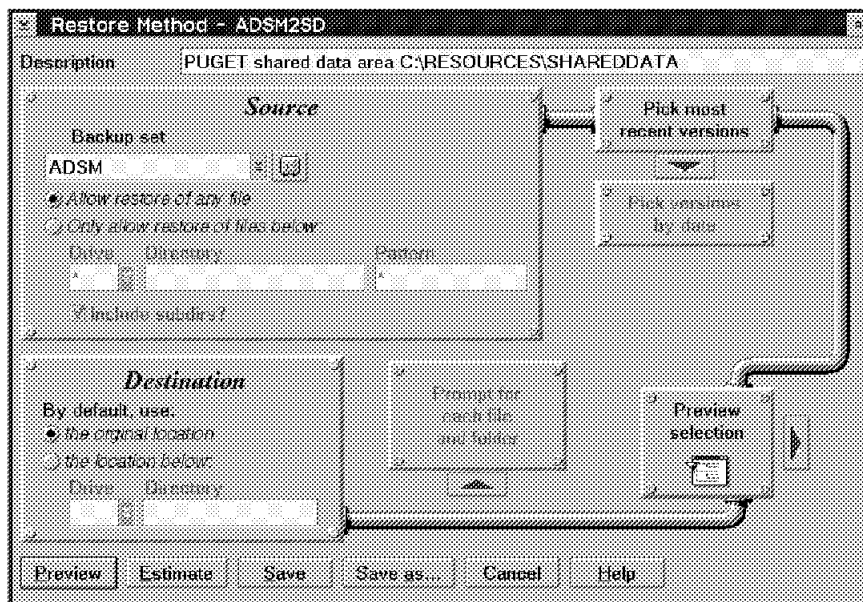 Restore Method - ADSM2SD
Description PUGET shared data area C:\RESOURCES\SHAREDDATA
Source
Backup set
ADSM
Allow restore of any file
Only allow restore of files below:
Drive Directory Pattern
* *
Include subdirs?
Pick most
recent versions
Pick versions
by date
Destination
By default, use:
the orginal location
the location below:
Drive Directory
Prompt for
each file
and folder
Preview
selection
Preview Estimate Save Save as... Cancel Help